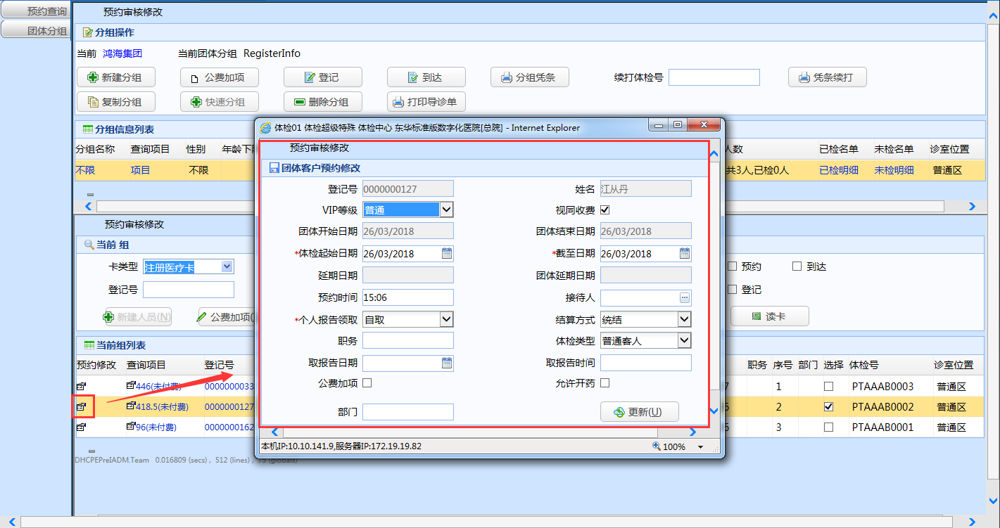 预约查询
团体分组
预约审核修改
分组操作
当前 鸿海集团 当前团体分组 RegisterInfo
新建分组 公费加项 登记 到达 分组凭条 续打体检号 凭条续打
复制分组 快速分组 删除分组 打印导诊单
分组信息列表
分组名称 查询项目 性别 年龄下 人数 已检名单 未检名单 诊室位置
不限 项目 不限 共3人,已检0人 已检明细 未检明细 普通区
预约审核修改
当前 组
卡类型 注册医疗卡 预约 到达
登记号 登记
新建人员(N) 公费加项( 读卡
当前组列表
预约修改 查询项目 登记号 职务 序号 部门 选择 体检号 诊室位置
446(未付费) 0000000033 1 PTAAAB0003 普通区
418.5(未付费) 0000000127 2 PTAAAB0002 普通区
96(未付费) 0000000162 3 PTAAAB0001 普通区
DHCPEPreIADM.Team 0.016809 (secs) , 512 (lines) , 75 (globals)
体检01 体检超级特殊 体检中心 东华标准版数字化医院[总院] - Internet Explorer
预约审核修改
团体客户预约修改
登记号 0000000127 姓名 江从丹
VIP等级 普通 视同收费
团体开始日期 26/03/2018 团体结束日期 26/03/2018
*体检起始日期 26/03/2018 *截至日期 26/03/2018
延期日期 团体延期日期
预约时间 15:06 接待人 ...
*个人报告领取 自取 结算方式 统结
职务 体检类型 普通客人
取报告日期 取报告时间
公费加项 允许开药
部门 更新(U)
本机IP:10.10.141.9,服务器IP:172.19.19.82 100%